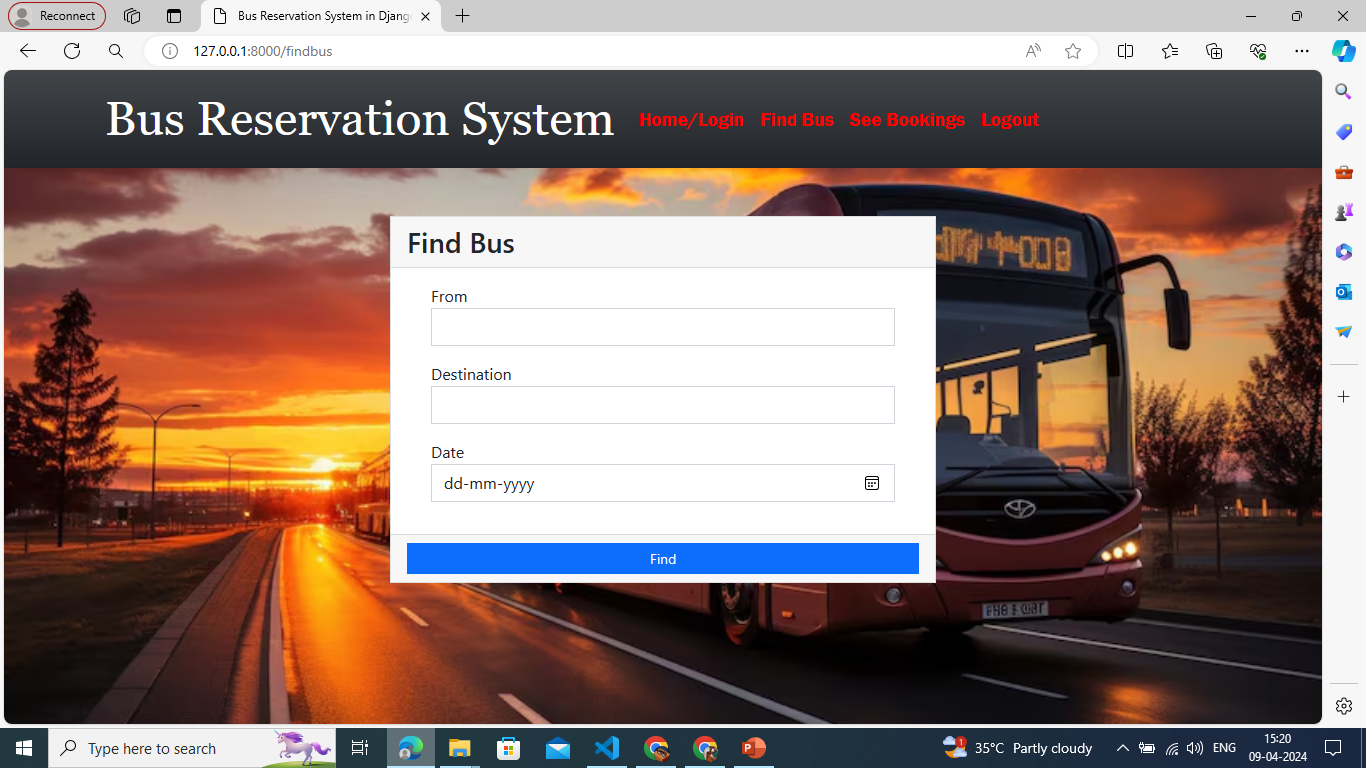 Reconnect
Bus Reservation System in Djang
127.0.0.1:8000/findbus
Bus Reservation System
Home/Login Find Bus See Bookings Logout
Find Bus
From
Destination
Date
dd-mm-yyyy
Find
Type here to search
1
35°C Partly cloudy
ENG
15:20
09-04-2024